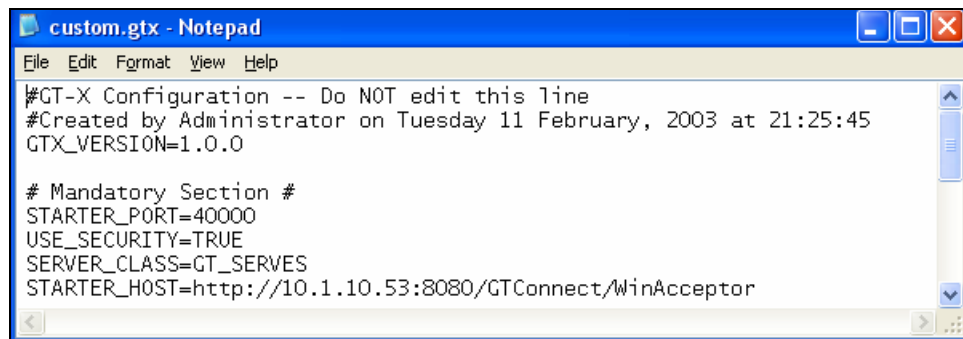 custom.gtx - Notepad
File Edit Format View Help
#GT-X Configuration -- Do NOT edit this line
#Created by Administrator on Tuesday 11 February, 2003 at 21:25:45
GTX_VERSION=1.0.0
# Mandatory Section #
STARTER_PORT=40000
USE_SECURITY=TRUE
SERVER_CLASS=GT_SERVES
STARTER_HOST=http://10.1.10.53:8080/GTConnect/WinAcceptor